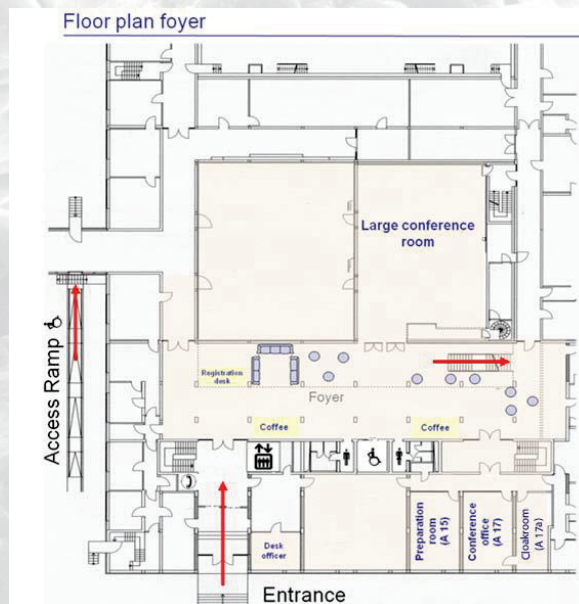 Floor plan foyer
Large conference
room
Access Ramp
Registration
desk
Foyer
Coffee
Coffee
Desk
officer
Preparation
room
(A 15)
Conference
office
(A 17)
Cloakroom
(A 17a)
Entrance